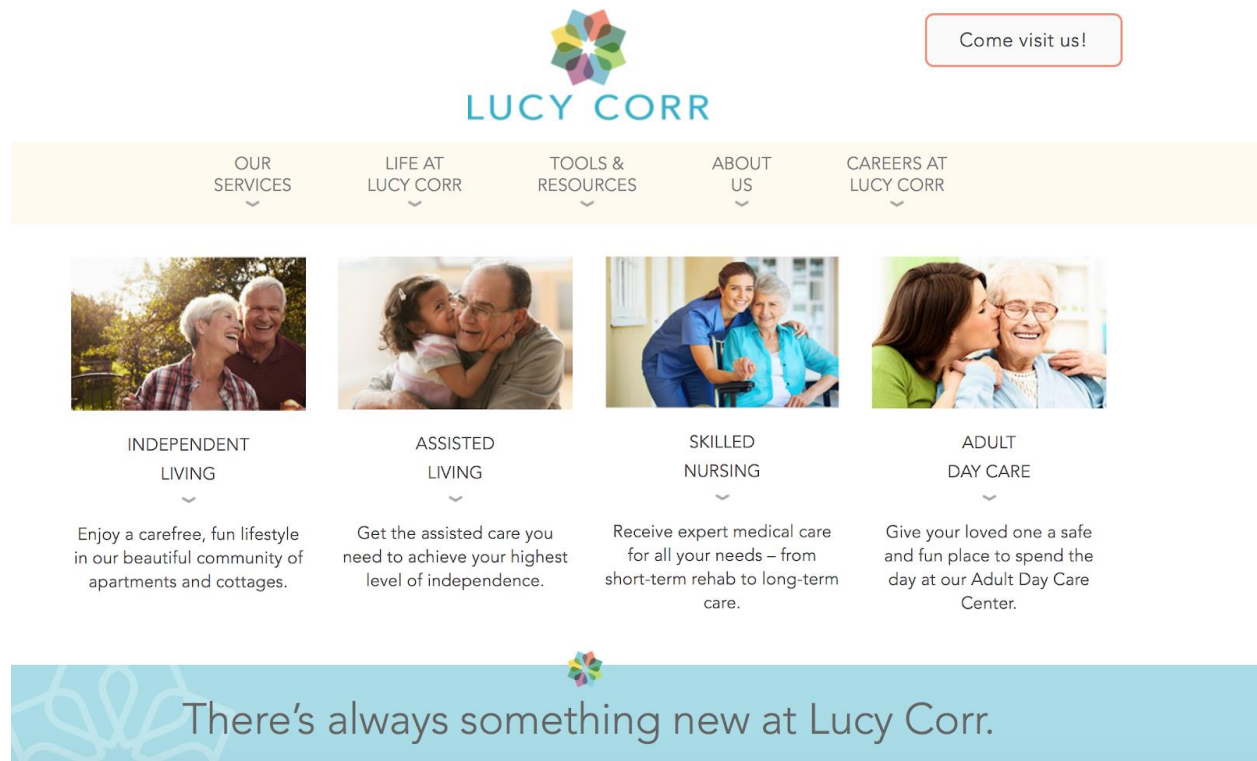 LUCY CORR
Come visit us!
OUR
SERVICES
LIFE AT
LUCY CORR
TOOLS &
RESOURCES
ABOUT
US
CAREERS AT
LUCY CORR
INDEPENDENT
LIVING
Enjoy a carefree, fun lifestyle
in our beautiful community of
apartments and cottages.
ASSISTED
LIVING
Get the assisted care you
need to achieve your highest
level of independence.
SKILLED
NURSING
Receive expert medical care
for all your needs – from
short-term rehab to long-term
care.
ADULT
DAY CARE
Give your loved one a safe
and fun place to spend the
day at our Adult Day Care
Center.
There's always something new at Lucy Corr.